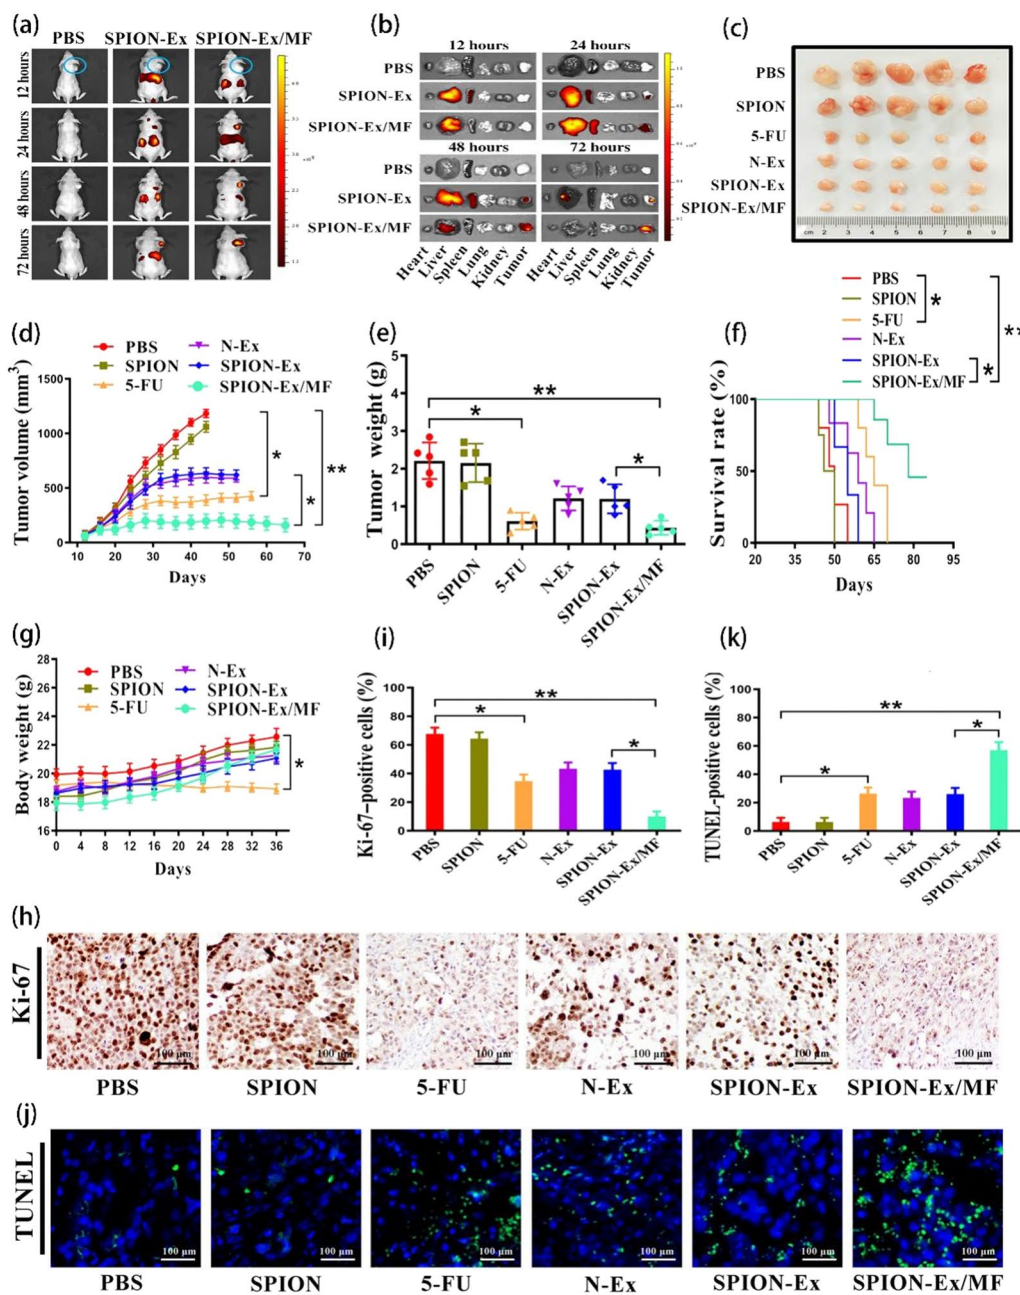 (a)
PBS SPION-Ex SPION-Ex/MF
12 hours
24 hours
48 hours
72 hours
(b)
12 hours 24 hours
PBS
SPION-Ex
SPION-Ex/MF
48 hours 72 hours
PBS
SPION-Ex
SPION-Ex/MF
Heart Liver Spleen Lung Kidney Tumor Heart Liver Spleen Lung Kidney Tumor
(c)
PBS
SPION
5-FU
N-Ex
SPION-Ex
SPION-Ex/MF
cm 2 3 4 5 6 7 8 9
(d)
PBS N-Ex
SPION SPION-Ex
5-FU SPION-Ex/MF
Tumor volume (mm3)
1500
1000
500
0
10 20 30 40 50 60 70
Days
*
*
**
(e)
Tumor weight (g)
5
4
3
2
1
0
**
*
*
PBS SPION 5-FU N-Ex SPION-Ex SPION-Ex/MF
(f)
PBS
SPION
5-FU
N-Ex
SPION-Ex
SPION-Ex/MF
*
*
**
Survival rate (%)
100
50
0
20 35 50 65 80 95
Days
(g)
PBS N-Ex
SPION SPION-Ex
5-FU SPION-Ex/MF
Body weight (g)
28
26
24
22
20
18
16
0 4 8 12 16 20 24 28 32 36
Days
*
(i)
Ki-67–positive cells (%)
100
80
60
40
20
0
**
*
*
PBS SPION 5-FU N-Ex SPION-Ex SPION-Ex/MF
(k)
TUNEL-positive cells (%)
100
80
60
40
20
0
**
*
*
PBS SPION 5-FU N-Ex SPION-Ex SPION-Ex/MF
(h)
Ki-67
100 μm 100 μm 100 μm 100 μm 100 μm 100 μm
PBS SPION 5-FU N-Ex SPION-Ex SPION-Ex/MF
(j)
TUNEL
100 μm 100 μm 100 μm 100 μm 100 μm 100 μm
PBS SPION 5-FU N-Ex SPION-Ex SPION-Ex/MF